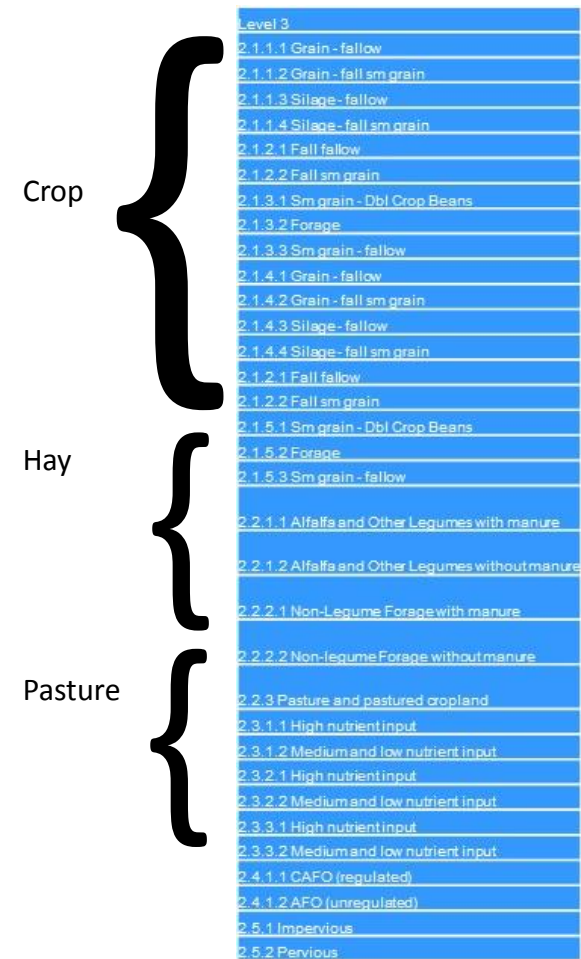 Level 3
2.1.1.1 Grain - fallow
2.1.1.2 Grain - fall sm grain
2.1.1.3 Silage - fallow
2.1.1.4 Silage - fall sm grain
2.1.2.1 Fall fallow
2.1.2.2 Fall sm grain
Crop
2.1.3.1 Sm grain - Dbl Crop Beans
2.1.3.2 Forage
2.1.3.3 Sm grain - fallow
2.1.4.1 Grain - fallow
2.1.4.2 Grain - fall sm grain
2.1.4.3 Silage - fallow
2.1.4.4 Silage - fall sm grain
2.1.2.1 Fall fallow
2.1.2.2 Fall sm grain
2.1.5.1 Sm grain - Dbl Crop Beans
Hay
2.1.5.2 Forage
2.1.5.3 Sm grain - fallow
2.2.1.1 Alfalfa and Other Legumes with manure
2.2.1.2 Alfalfa and Other Legumes without manure
2.2.2.1 Non-Legume Forage with manure
2.2.2.2 Non-legume Forage without manure
Pasture
2.2.3 Pasture and pastured cropland
2.3.1.1 High nutrient input
2.3.1.2 Medium and low nutrient input
2.3.2.1 High nutrient input
2.3.2.2 Medium and low nutrient input
2.3.3.1 High nutrient input
2.3.3.2 Medium and low nutrient input
2.4.1.1 CAFO (regulated)
2.4.1.2 AFO (unregulated)
2.5.1 Impervious
2.5.2 Pervious